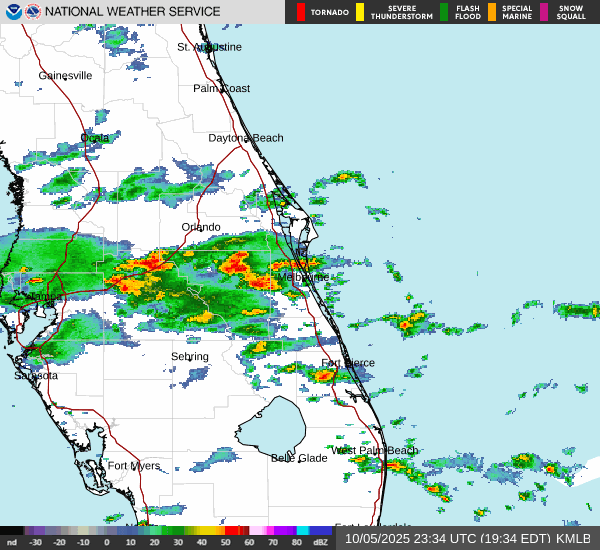 NATIONAL WEATHER SERVICE
TORNADO
SEVERE THUNDERSTORM
FLASH FLOOD
SPECIAL MARINE
SNOW SQUALL
St. Augustine
Gainesville
Palm Coast
Ocala
Daytona Beach
Orlando
Melbourne
Tampa
Sebring
Fort Pierce
Sarasota
West Palm Beach
Belle Glade
Fort Myers
nd -30 -20 -10 0 10 20 30 40 50 60 70 80 dBZ
10/05/2025 23:34 UTC (19:34 EDT) KMLB